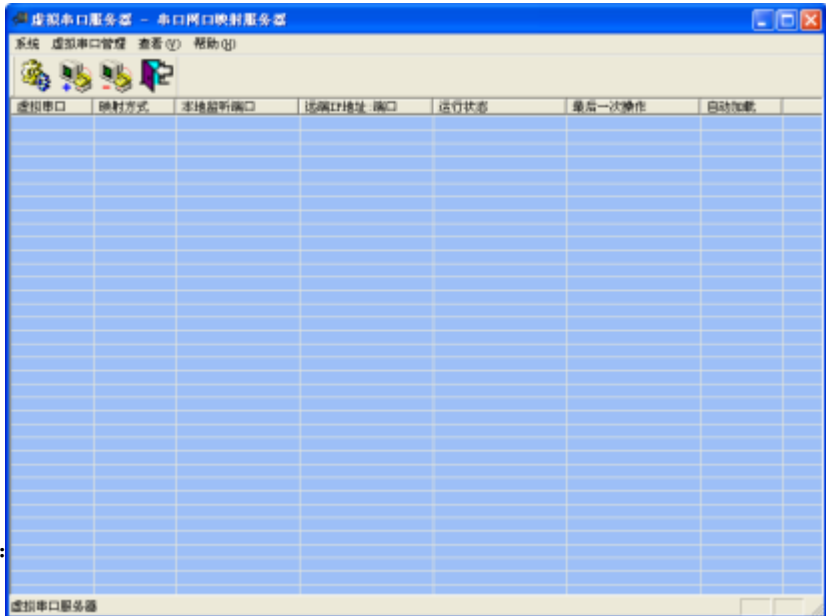 虚拟串口服务器 - 串口网口映射服务器
系统 虚拟串口管理 查看(V) 帮助(H)
虚拟串口 映射方式 本地监听端口 远端IP地址:端口 运行状态 最后一次操作 自动加载
:
虚拟串口服务器